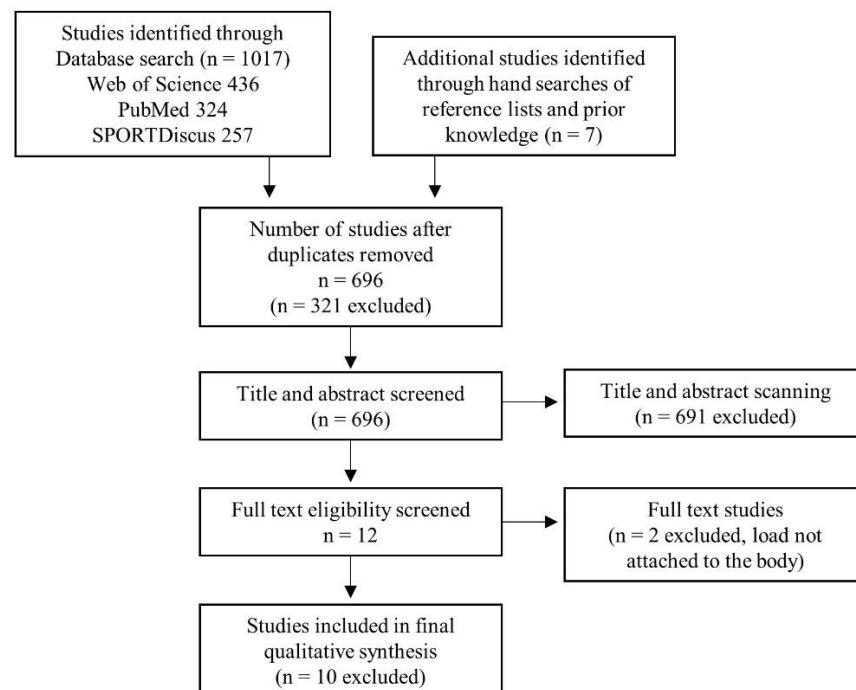 Studies identified through
Database search (n = 1017)
Web of Science 436
PubMed 324
SPORTDiscus 257
Additional studies identified
through hand searches of
reference lists and prior
knowledge (n = 7)
Number of studies after
duplicates removed
n = 696
(n = 321 excluded)
Title and abstract screened
(n = 696)
Title and abstract scanning
(n = 691 excluded)
Full text eligibility screened
n = 12
Full text studies
(n = 2 excluded, load not
attached to the body)
Studies included in final
qualitative synthesis
(n = 10 excluded)